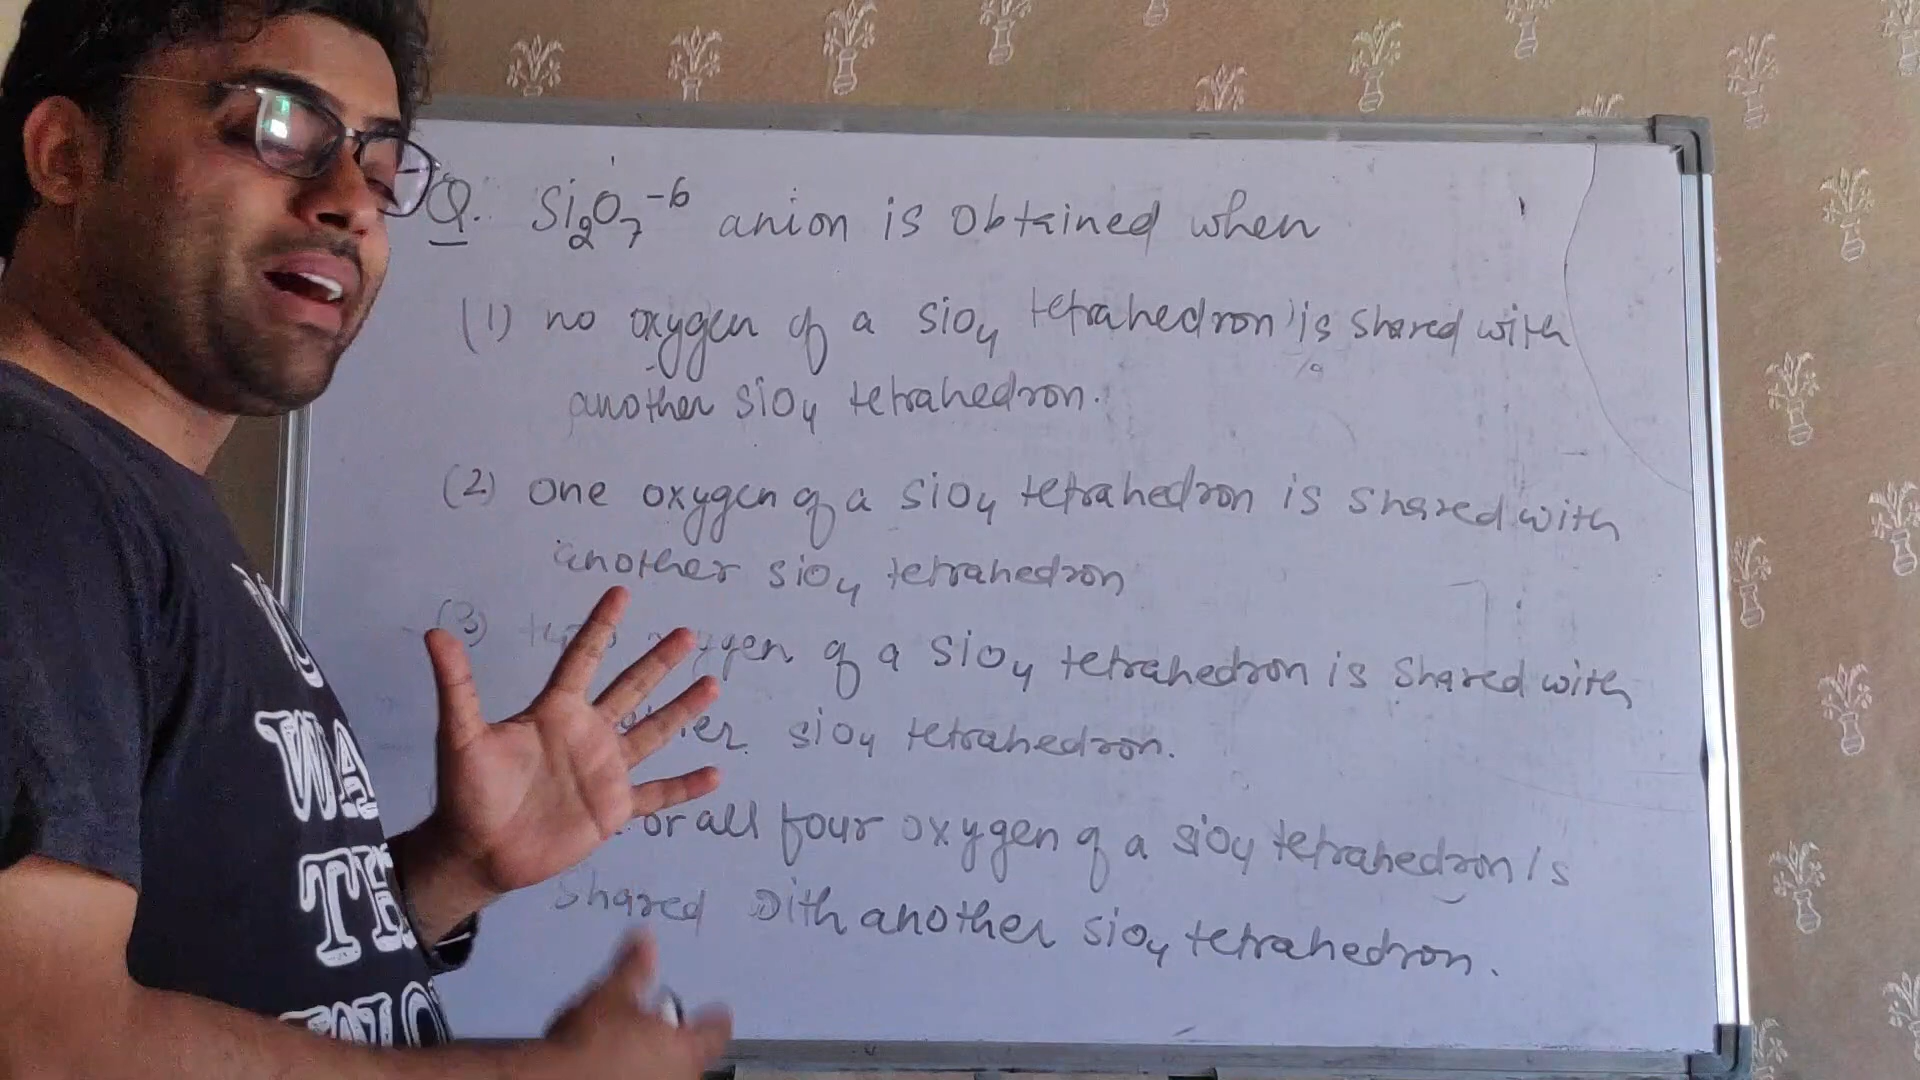 Q. Si2O7-6 anion is obtained when
(1) no oxygen of a SiO4 tetrahedron is shared with
another SiO4 tetrahedron.
(2) one oxygen of a SiO4 tetrahedron is shared with
another SiO4 tetrahedron
(3) of a SiO4 tetrahedron is shared with
SiO4 tetrahedron.
or all four oxygen of a SiO4 tetrahedron is
shared with another SiO4 tetrahedron.